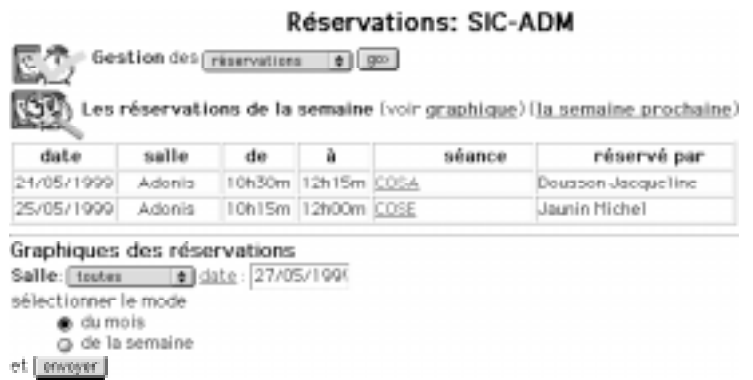 Réservations: SIC-ADM
Gestion des réservations go
Les réservations de la semaine (voir graphique) (la semaine prochaine)
date salle de à séance réservé par
/05/1999 Adonis 10h30m 12h15m COSA Jacqueline
25/05/1999 Adonis 10h15m 12h00m COSE Jaunin Michel
Graphiques des réservations
Salle: toutes date : 27/05/199
sélectionner le mode
du mois
de la semaine
et envoyer